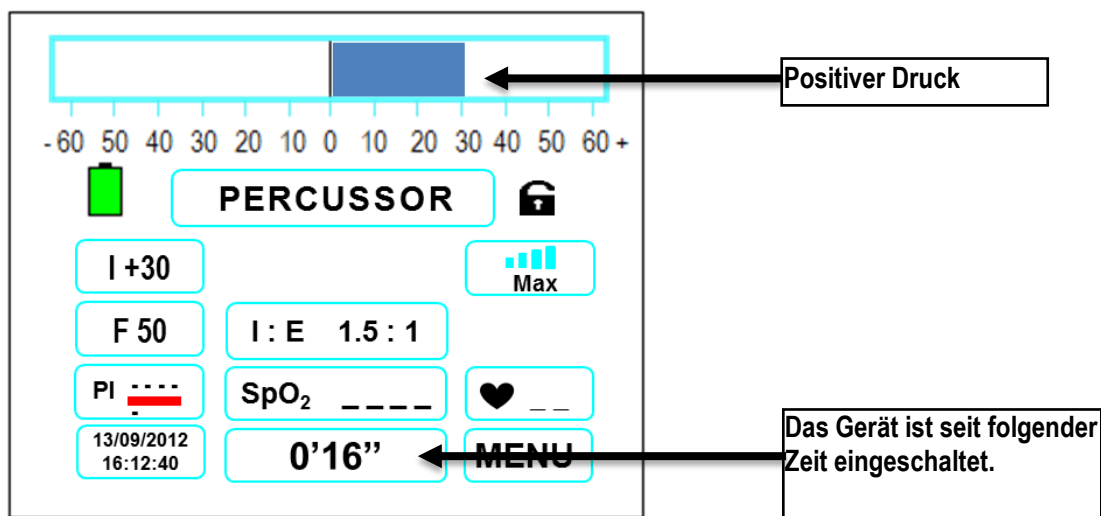 Positiver Druck
- 60 50 40 30 20 10 0 10 20 30 40 50 60 +
PERCUSSOR
I +30
Max
F 50
I : E 1.5 : 1
PI - - - - -
SpO₂ _ _ _ _
_ _
13/09/2012
16:12:40
0’16’’
MENU
Das Gerät ist seit folgender
Zeit eingeschaltet.